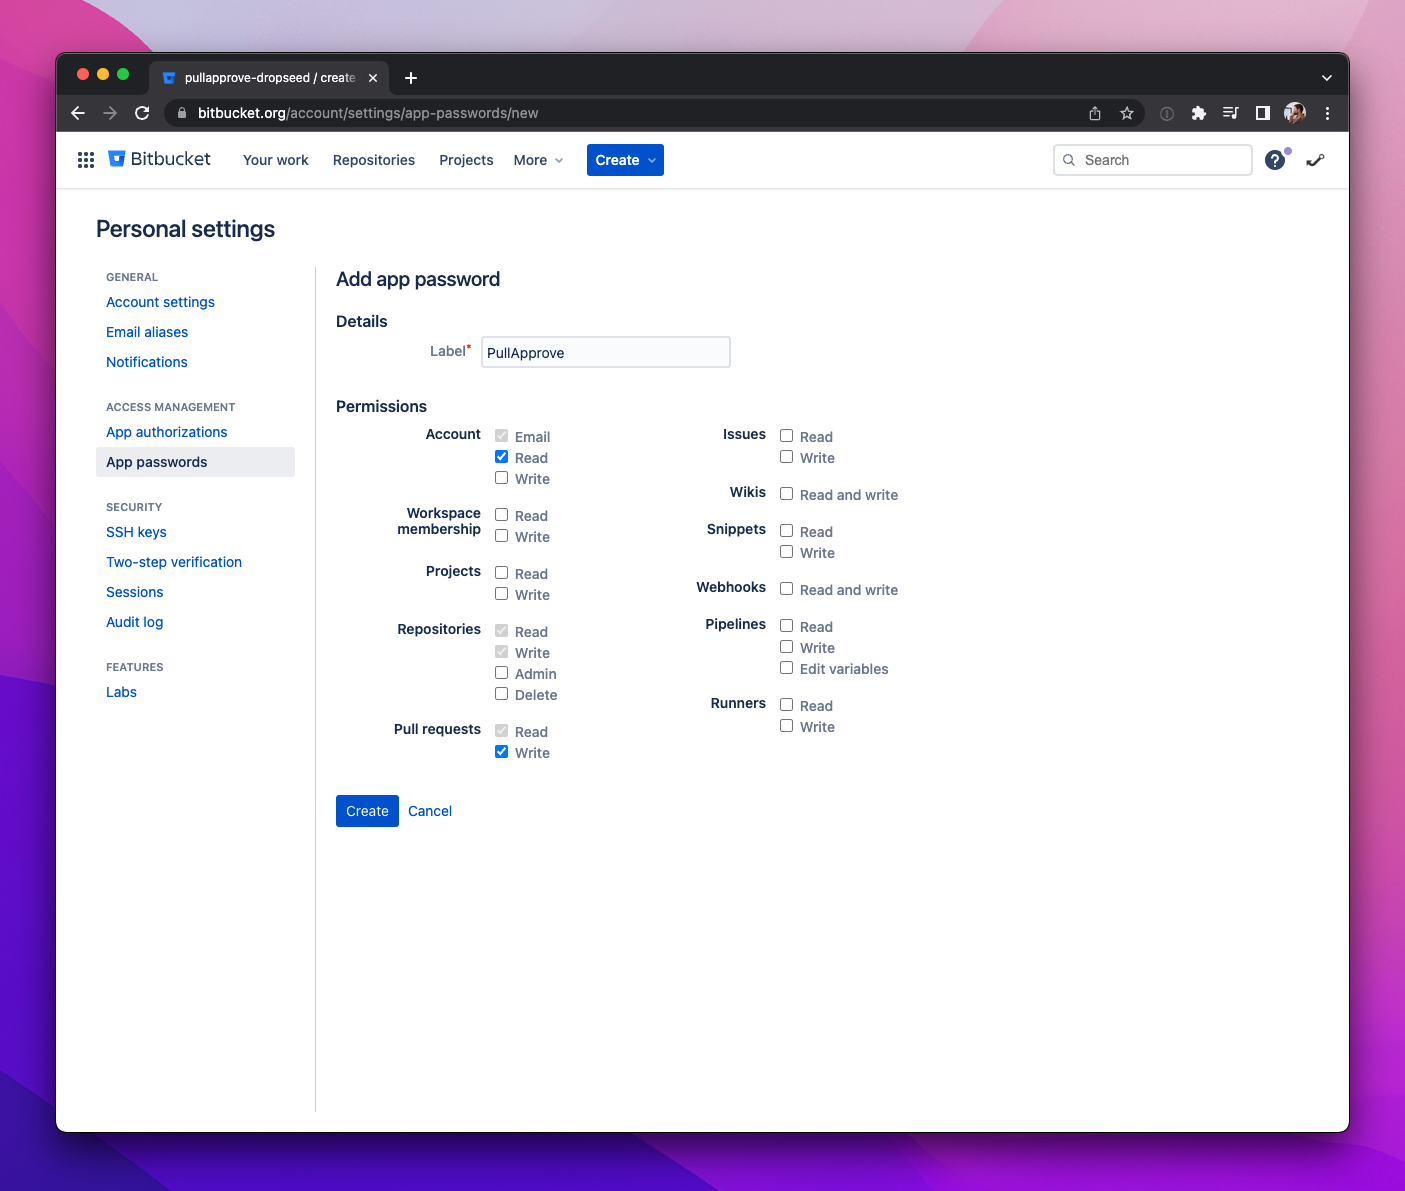 pullapprove-dropseed / create
bitbucket.org/account/settings/app-passwords/new
Bitbucket
Your work
Repositories
Projects
More
Create
Search
?
Personal settings
GENERAL
Account settings
Email aliases
Notifications
ACCESS MANAGEMENT
App authorizations
App passwords
SECURITY
SSH keys
Two-step verification
Sessions
Audit log
FEATURES
Labs
Add app password
Details
Label*
PullApprove
Permissions
Account
Email
Read
Write
Workspace
membership
Read
Write
Projects
Read
Write
Repositories
Read
Write
Admin
Delete
Pull requests
Read
Write
Issues
Read
Write
Wikis
Read and write
Snippets
Read
Write
Webhooks
Read and write
Pipelines
Read
Write
Edit variables
Runners
Read
Write
Create
Cancel